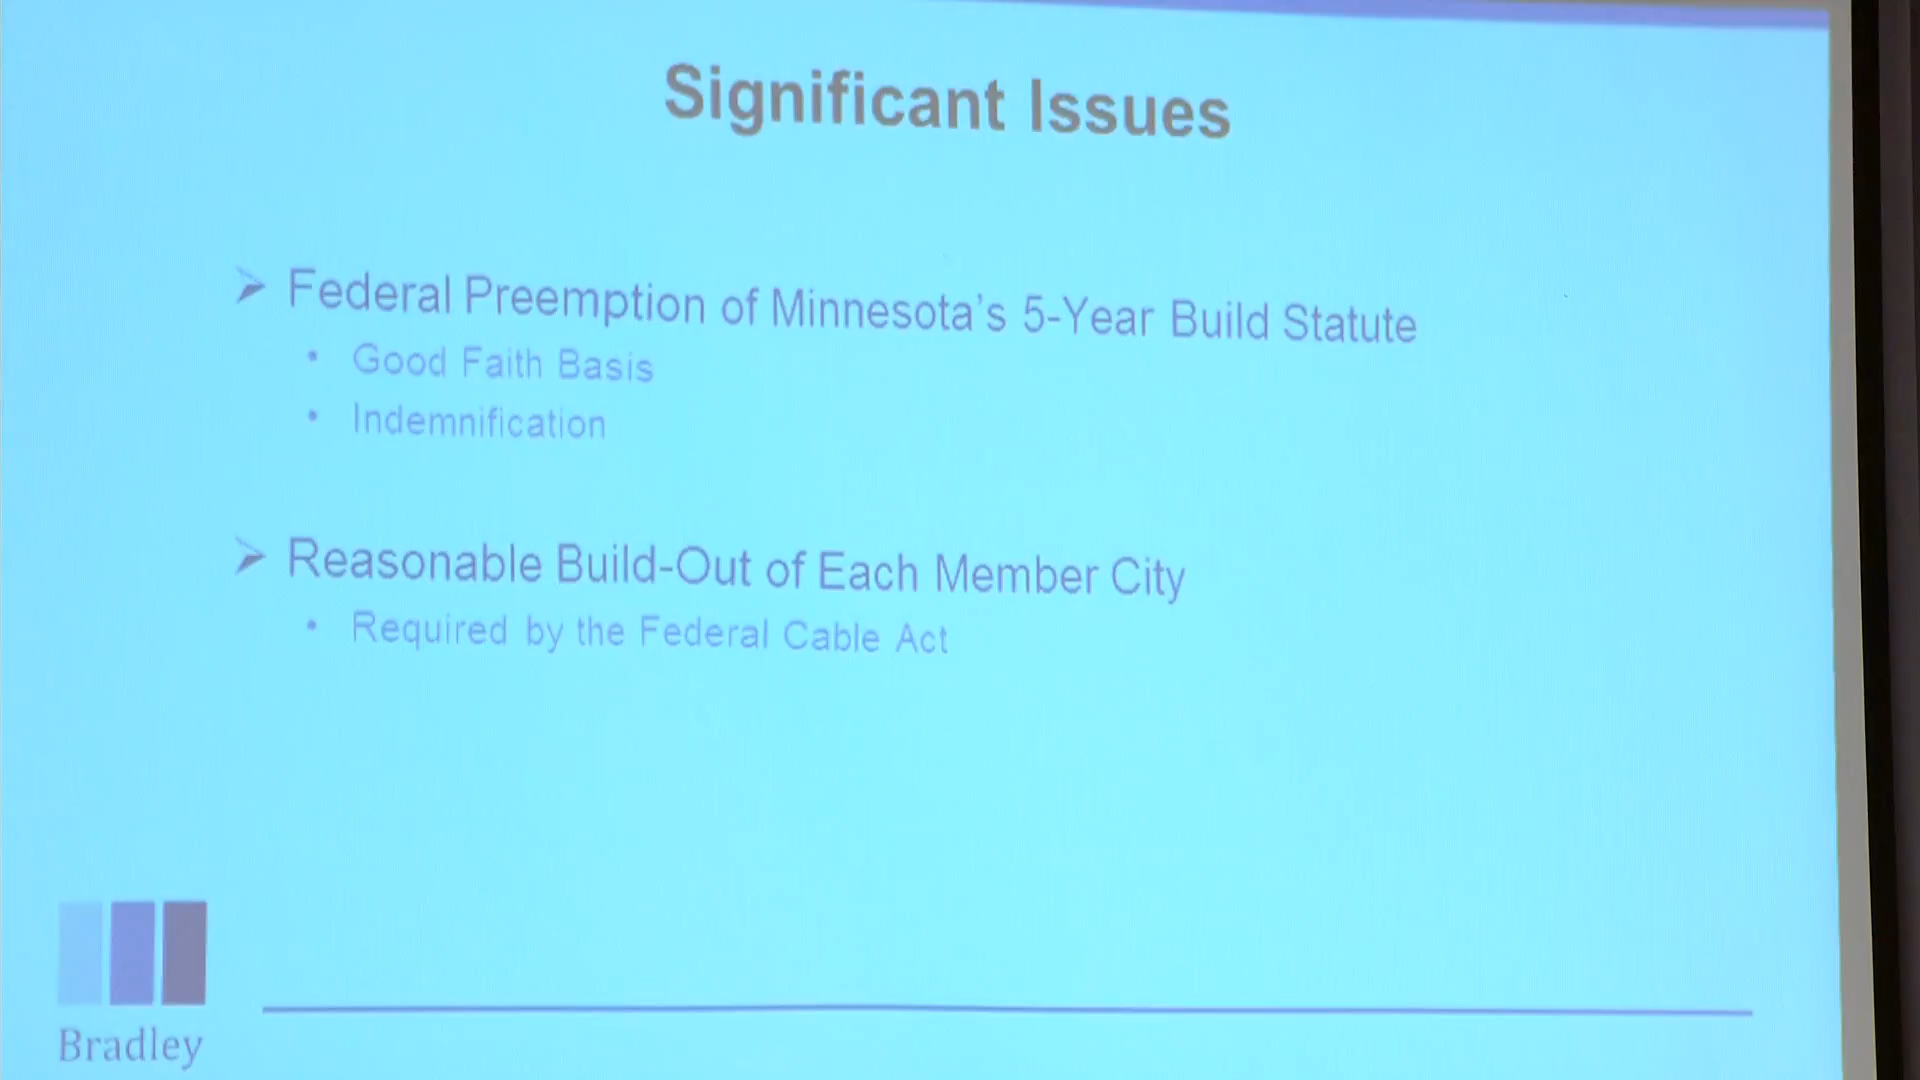 Significant Issues
➢ Federal Preemption of Minnesota's 5-Year Build Statute
• Good Faith Basis
• Indemnification
➢ Reasonable Build-Out of Each Member City
• Required by the Federal Cable Act
Bradley